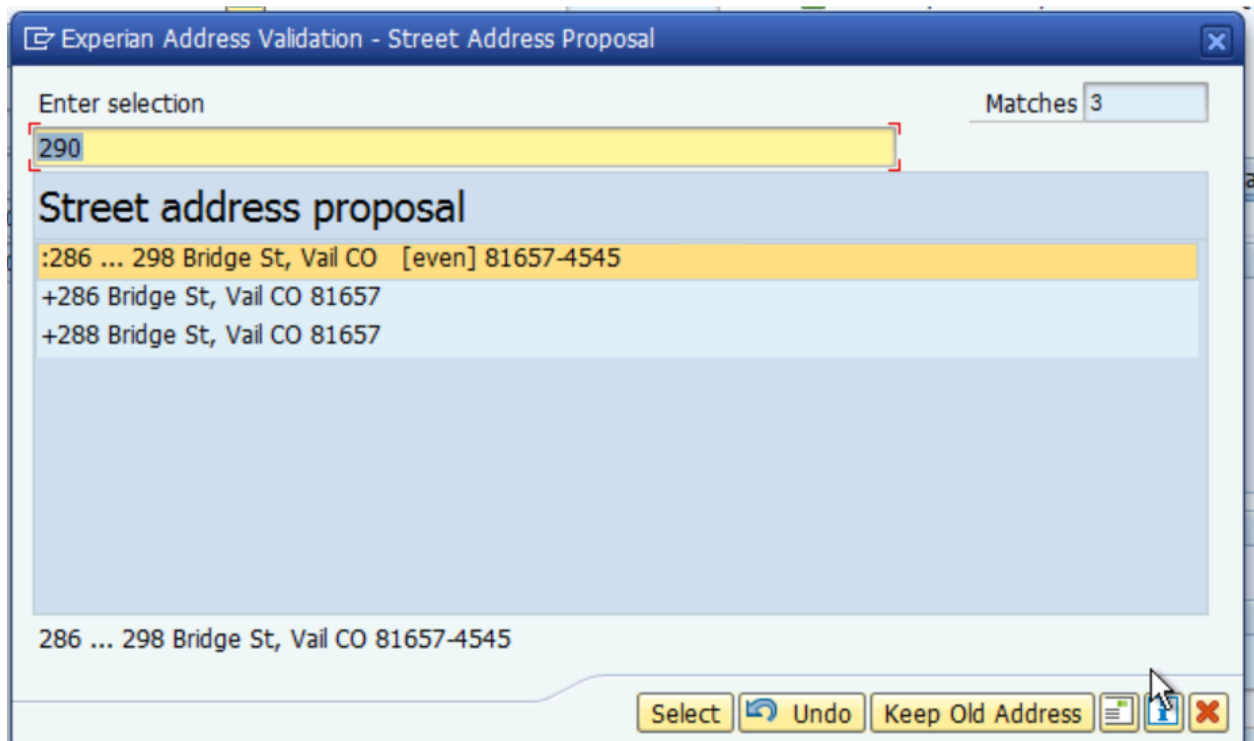 Experian Address Validation - Street Address Proposal
Enter selection
Matches 3
290
Street address proposal
:286 ... 298 Bridge St, Vail CO [even] 81657-4545
+286 Bridge St, Vail CO 81657
+288 Bridge St, Vail CO 81657
286 ... 298 Bridge St, Vail CO 81657-4545
Select Undo Keep Old Address